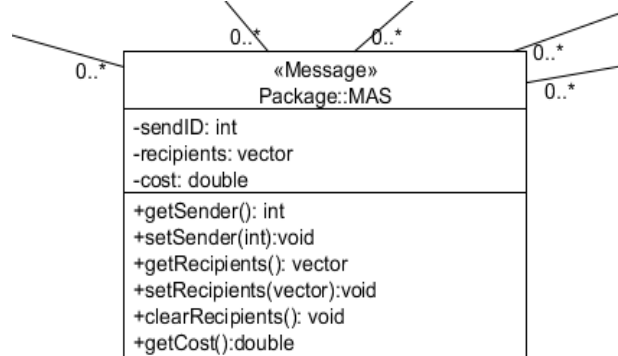 0..* 0..*
0..* 0..*
0..*
«Message»
Package::MAS
-sendID: int
-recipients: vector
-cost: double
+getSender(): int
+setSender(int):void
+getRecipients(): vector
+setRecipients(vector):void
+clearRecipients(): void
+getCost():double